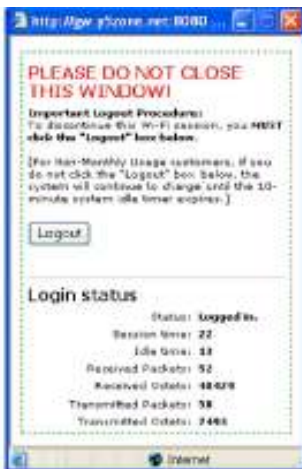 http://gw.y5zone.net:8080 ...
PLEASE DO NOT CLOSE
THIS WINDOW!
Important Logout Procedure:
To discontinue this Wi-Fi session, you MUST
click the "Logout" box below.
[For Non-Monthly Usage customers, if you
do not click the "Logout" box below, the
system will continue to charge until the 10-
minute system idle timer expires.]
Logout
Login status
Status: Logged in.
Session time: 22
Idle time: 13
Received Packets: 52
Received Octets:
Transmitted Packets: 58
Transmitted Octets:
Internet